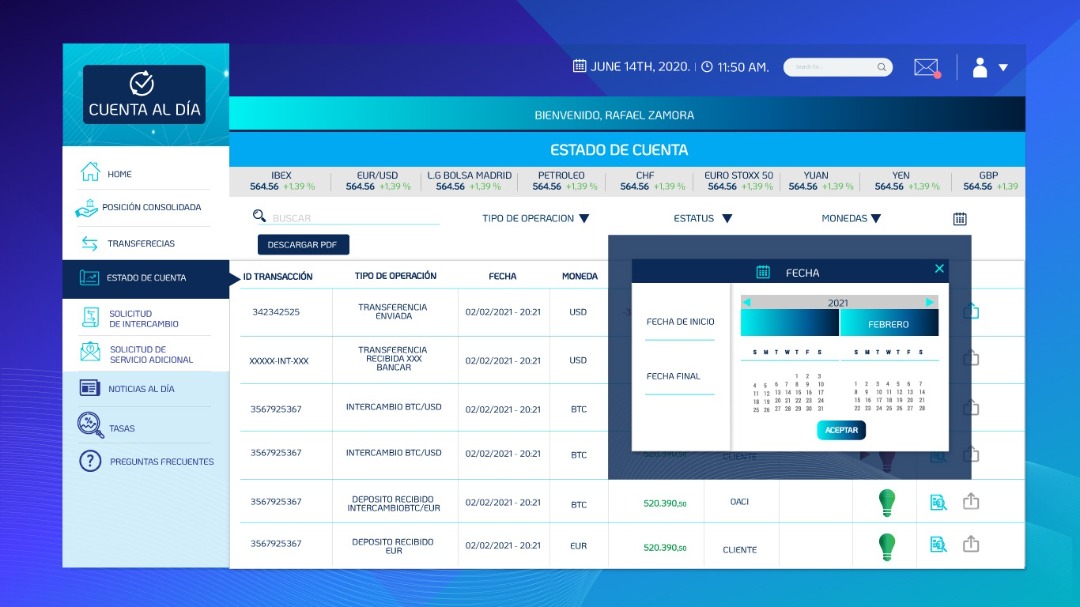 CUENTA AL DÍA
JUNE 14TH, 2020. | 11:50 AM.
BIENVENIDO, RAFAEL ZAMORA
ESTADO DE CUENTA
HOME
POSICIÓN CONSOLIDADA
TRANSFERECIAS
ESTADO DE CUENTA
SOLICITUD
DE INTERCAMBIO
SOLICITUD DE
SERVICIO ADICIONAL
NOTICIAS AL DÍA
TASAS
PREGUNTAS FRECUENTES
IBEX EUR/USD L.G BOLSA MADRID PETROLEO CHF EURO STOXX 50 YUAN YEN GBP
564.56 +1,39 % 564.56 +1,39 % 564.56 +1,39 % 564.56 +1,39 % 564.56 +1,39 % 564.56 +1,39 % 564.56 +1,39 % 564.56 +1,39 % 564.56 +1,39
BUSCAR TIPO DE OPERACION ESTATUS MONEDAS
DESCARGAR PDF
ID TRANSACCIÓN TIPO DE OPERACIÓN FECHA MONEDA
342342525 TRANSFERENCIA
ENVIADA 02/02/2021 - 20:21 USD
XXXXX-INT-XXX TRANSFERENCIA
RECIBIDA XXX
BANCAR 02/02/2021 - 20:21 USD
3567925367 INTERCAMBIO BTC/USD 02/02/2021 - 20:21 BTC
3567925367 INTERCAMBIO BTC/USD 02/02/2021 - 20:21 BTC 520.390,50 CLIENTE
3567925367 DEPOSITO RECIBIDO
INTERCAMBIOBTC/EUR 02/02/2021 - 20:21 BTC 520.390,50 OACI
3567925367 DEPOSITO RECIBIDO
EUR 02/02/2021 - 20:21 EUR 520.390,50 CLIENTE
FECHA
FECHA DE INICIO
FECHA FINAL
2021
FEBRERO
S M T W T F S S M T W T F S
1 2 3
4 5 6 7 8 9 10 1 2 3 4 5 6 7
11 12 13 14 15 16 17 8 9 10 11 12 13 14
18 19 20 21 22 23 24 15 16 17 18 19 20 21
25 26 27 28 29 30 31 22 23 24 25 26 27 28
ACEPTAR